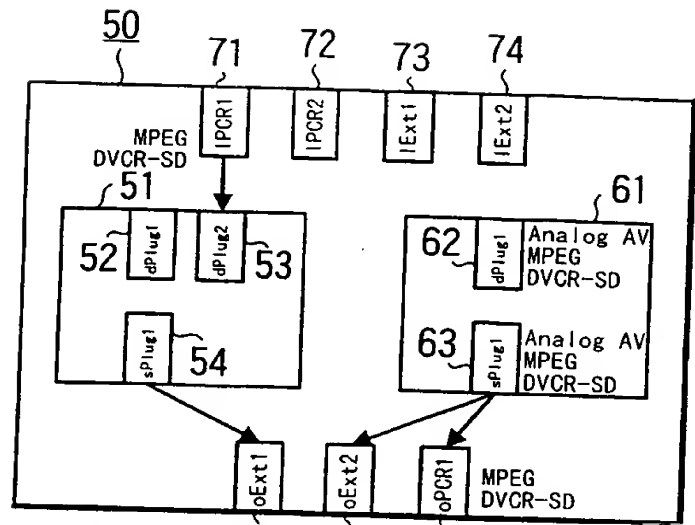 50
71
72
73
74
IPCR1
IPCR2
IExt1
IExt2
MPEG
DVCR-SD
51
61
52
dPlug1
dPlug2
53
62
dPlug1
Analog AV
MPEG
DVCR-SD
sPlug1
54
63
sPlug1
Analog AV
MPEG
DVCR-SD
oExt1
oExt2
oPCR1
MPEG
DVCR-SD